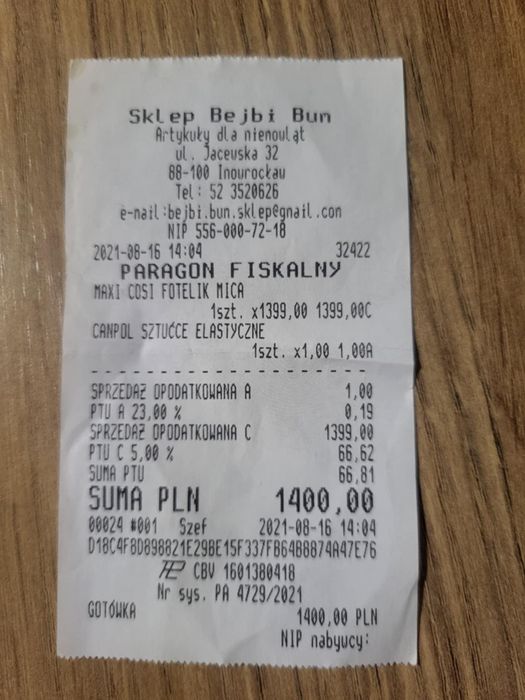 Sklep Bejbi Bun
Artykuły dla niemowląt
ul. Jacewska 32
88-100 Inowrocław
Tel: 52 3520626
e-mail:bejbi.bun.sklep@gmail.com
NIP 556-000-72-18
2021-08-16 14:04 32422
PARAGON FISKALNY
MAXI COSI FOTELIK MICA
1szt. x1399,00 1399,00C
CANPOL SZTUĆCE ELASTYCZNE
1szt. x1,00 1,00A
- - - - - - - - - - - - - - - - - - - -
SPRZEDAŻ OPODATKOWANA A 1,00
PTU A 23,00 % 0,19
SPRZEDAŻ OPODATKOWANA C 1399,00
PTU C 5,00 % 66,62
SUMA PTU 66,81
SUMA PLN 1400,00
00024 #001 Szef 2021-08-16 14:04
D18C4F8D898821E29BE15F337FB64B8874A47E76
CBV 1601380418
Nr sys. PA 4729/2021
GOTÓWKA 1400,00 PLN
NIP nabywcy: